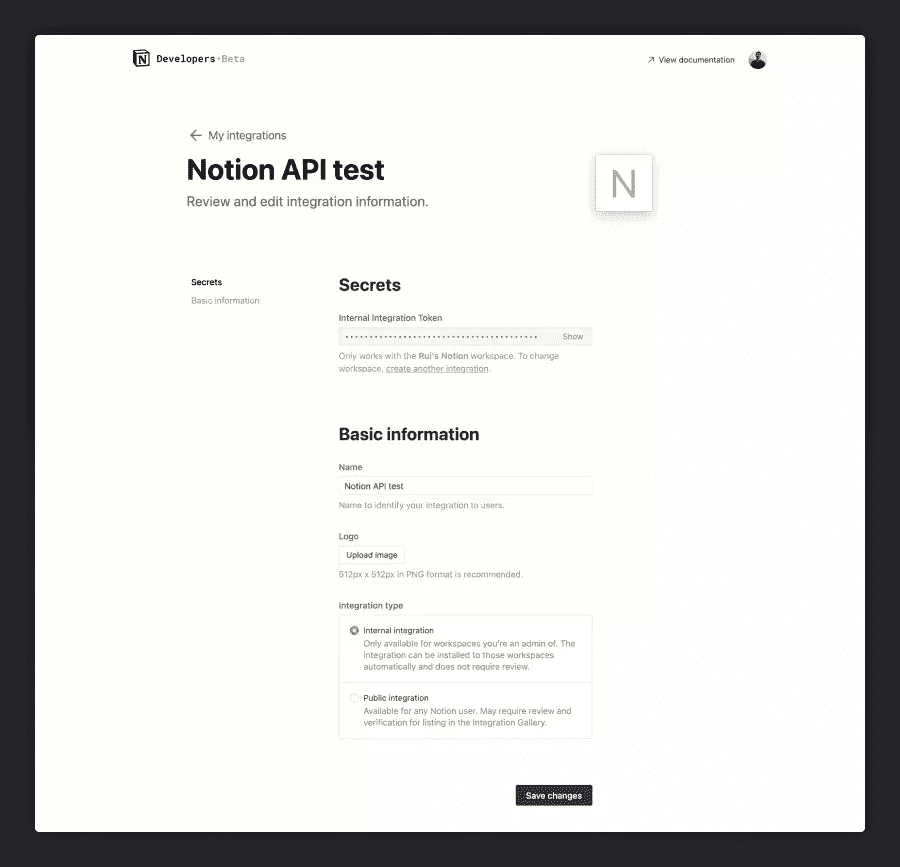 N Developers•Beta
↗ View documentation
← My integrations
Notion API test
N
Review and edit integration information.
Secrets
Basic information
Secrets
Internal Integration Token
•••••••••••••••••••••••••••••••••••••••• Show
Only works with the Rui's Notion workspace. To change
workspace, create another integration.
Basic information
Name
Notion API test
Name to identify your integration to users.
Logo
Upload image
512px x 512px in PNG format is recommended.
Integration type
Internal integration
Only available for workspaces you're an admin of. The
integration can be installed to those workspaces
automatically and does not require review.
Public integration
Available for any Notion user. May require review and
verification for listing in the Integration Gallery.
Save changes